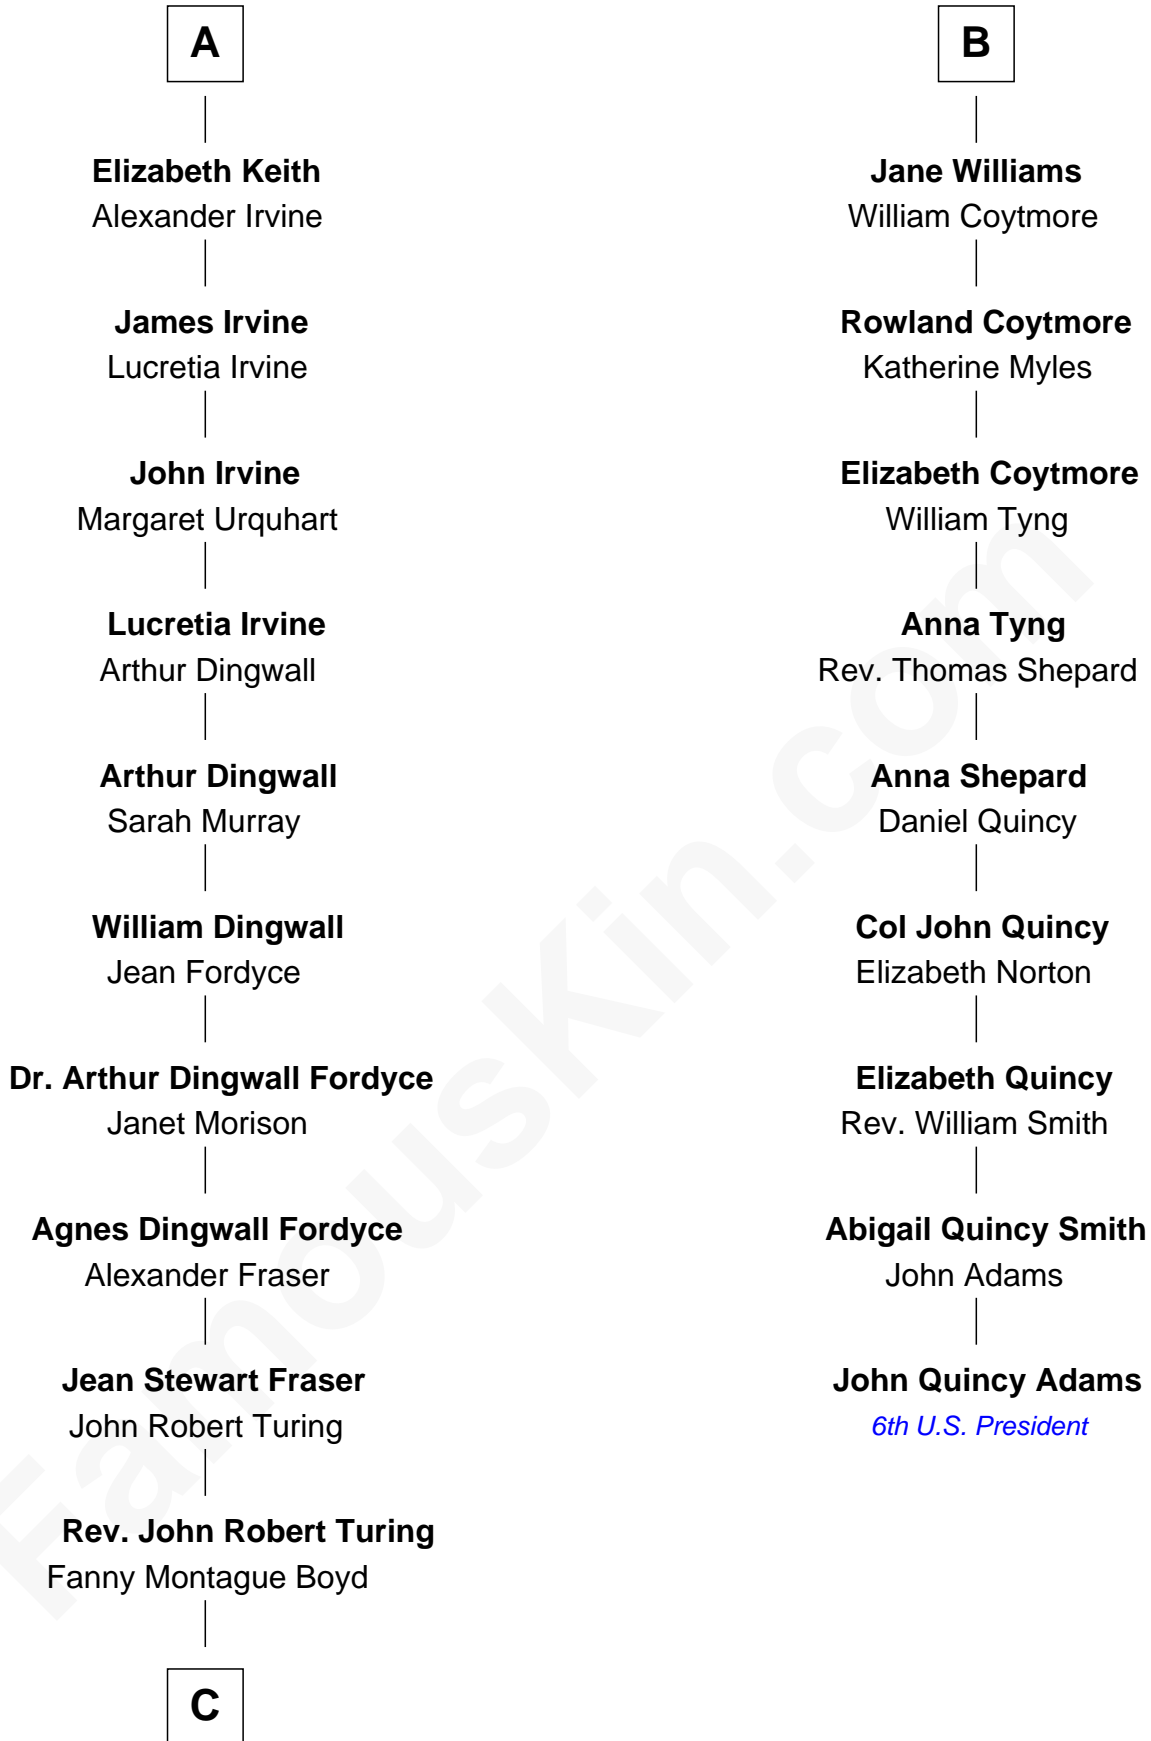 A
Elizabeth Keith
Alexander Irvine
James Irvine
Lucretia Irvine
John Irvine
Margaret Urquhart
Lucretia Irvine
Arthur Dingwall
Arthur Dingwall
Sarah Murray
William Dingwall
Jean Fordyce
Dr. Arthur Dingwall Fordyce
Janet Morison
Agnes Dingwall Fordyce
Alexander Fraser
Jean Stewart Fraser
John Robert Turing
Rev. John Robert Turing
Fanny Montague Boyd
C
B
Jane Williams
William Coytmore
Rowland Coytmore
Katherine Myles
Elizabeth Coytmore
William Tyng
Anna Tyng
Rev. Thomas Shepard
Anna Shepard
Daniel Quincy
Col John Quincy
Elizabeth Norton
Elizabeth Quincy
Rev. William Smith
Abigail Quincy Smith
John Adams
John Quincy Adams
6th U.S. President
FamousKin.com